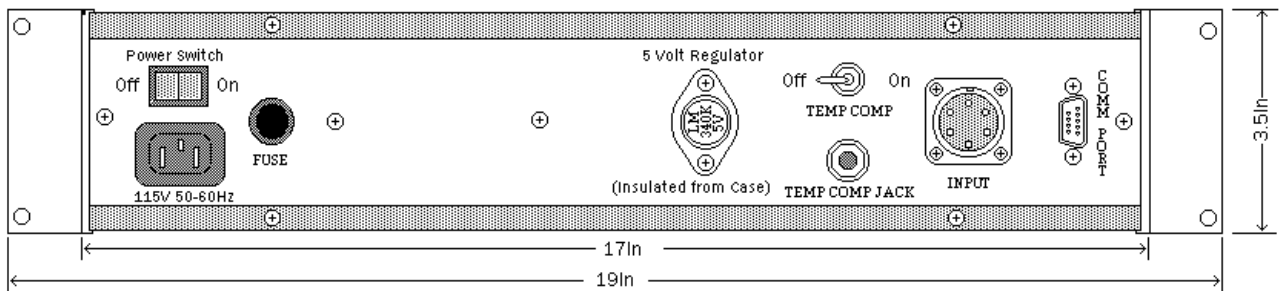 Power Switch
Off
On
115V 50-60Hz
FUSE
5 Volt Regulator
LM
340K
5V
(Insulated from Case)
Off
On
TEMP COMP
TEMP COMP JACK
INPUT
COMM PORT
3.5In
17In
19In